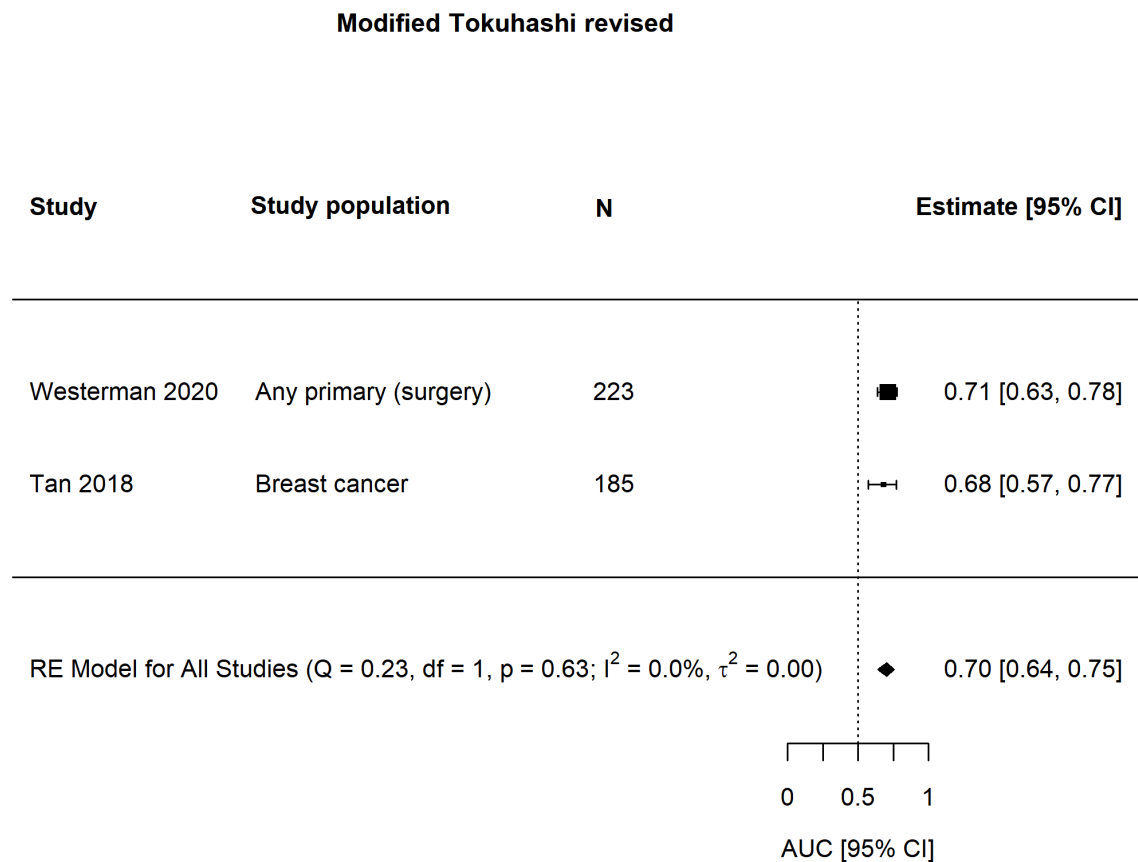 Modified Tokuhashi revised
Study Study population N Estimate [95% CI]
Westerman 2020 Any primary (surgery) 223 0.71 [0.63, 0.78]
Tan 2018 Breast cancer 185 0.68 [0.57, 0.77]
RE Model for All Studies (Q = 0.23, df = 1, p = 0.63; I² = 0.0%, τ² = 0.00) 0.70 [0.64, 0.75]
0 0.5 1
AUC [95% CI]